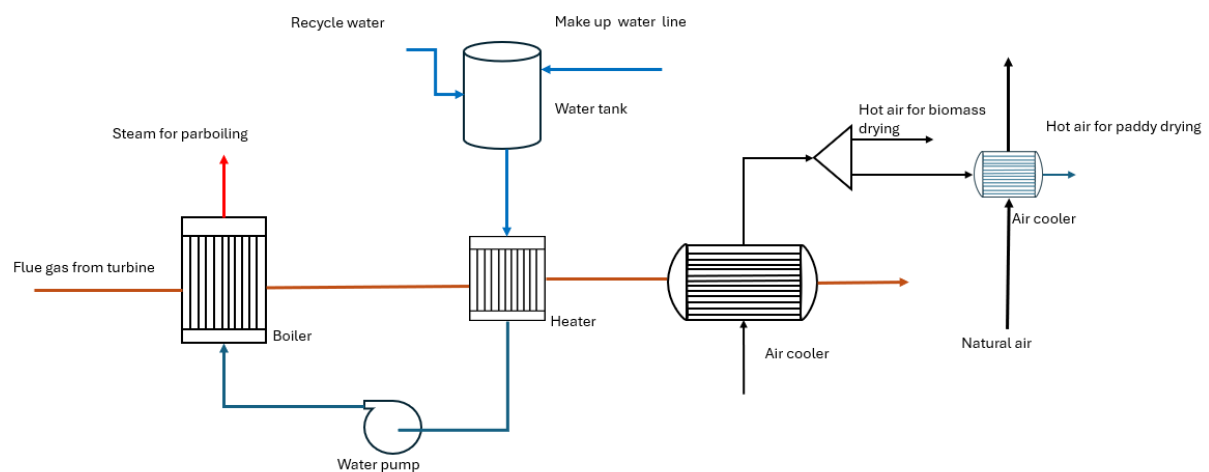 Recycle water
Make up water line
Water tank
Hot air for biomass
drying
Hot air for paddy drying
Steam for parboiling
Air cooler
Flue gas from turbine
Boiler
Heater
Air cooler
Natural air
Water pump